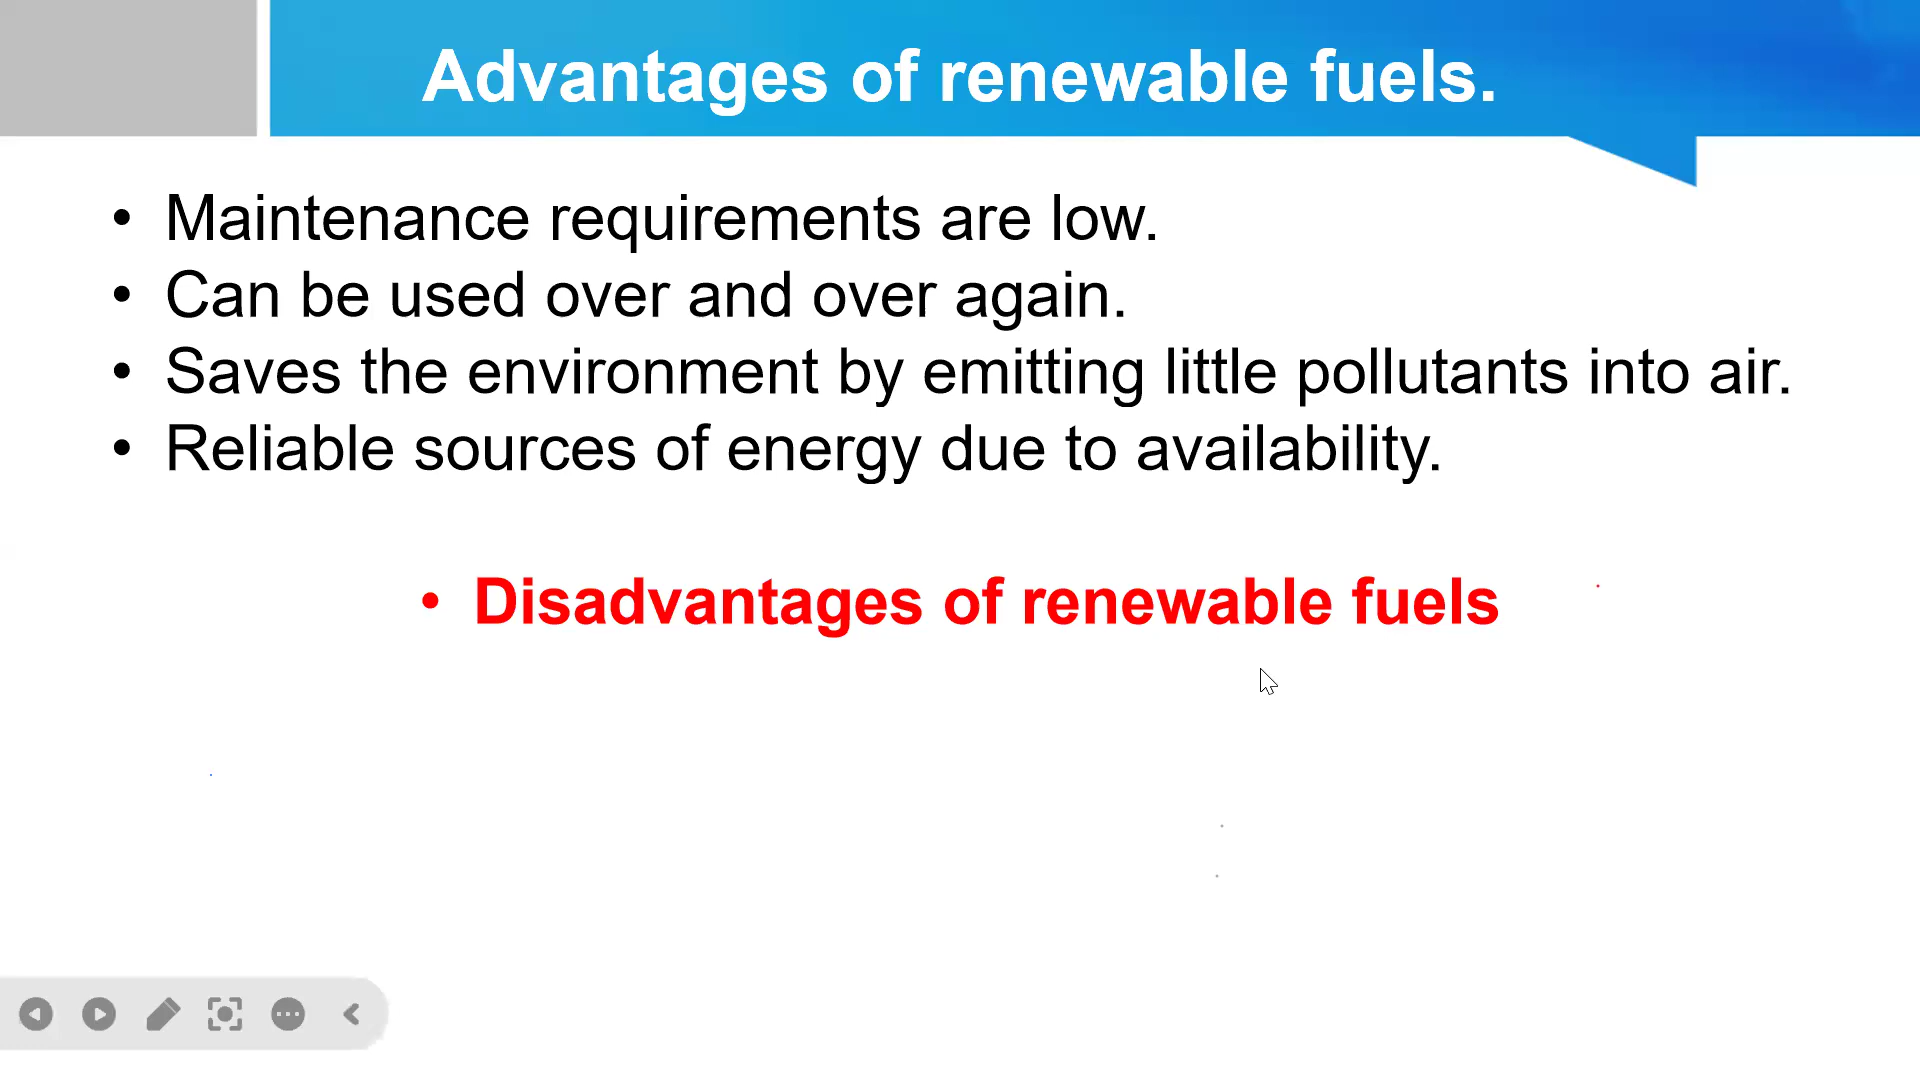 Advantages of renewable fuels.
• Maintenance requirements are low.
• Can be used over and over again.
• Saves the environment by emitting little pollutants into air.
• Reliable sources of energy due to availability.
• Disadvantages of renewable fuels